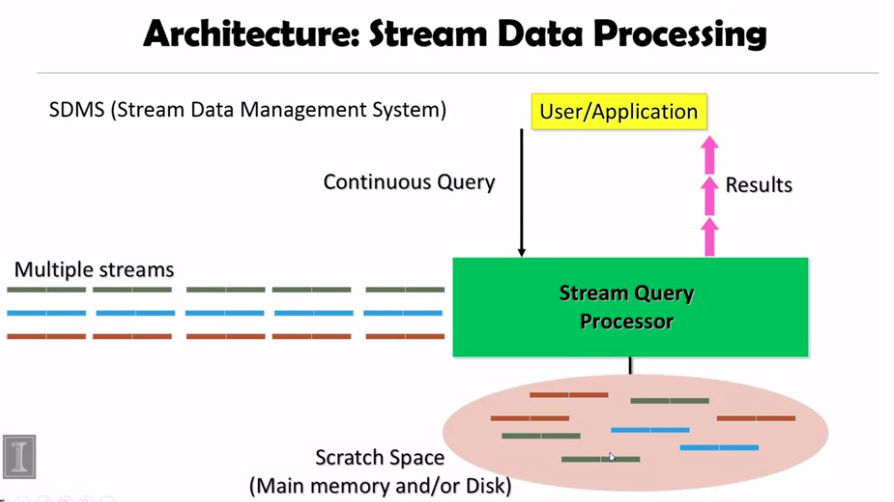 Architecture: Stream Data Processing
SDMS (Stream Data Management System)
User/Application
Continuous Query
Results
Multiple streams
Stream Query
Processor
Scratch Space
(Main memory and/or Disk)
I